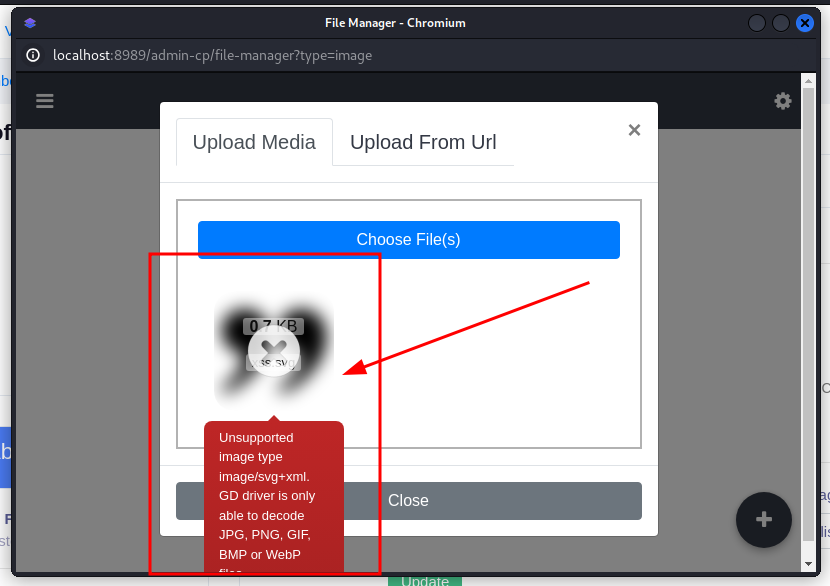 File Manager - Chromium
localhost:8989/admin-cp/file-manager?type=image
Upload Media
Upload From Url
×
Choose File(s)
0.7 KB
xss.svg
Unsupported
image type
image/svg+xml.
GD driver is only
able to decode
JPG, PNG, GIF,
BMP or WebP
files.
Close
Update